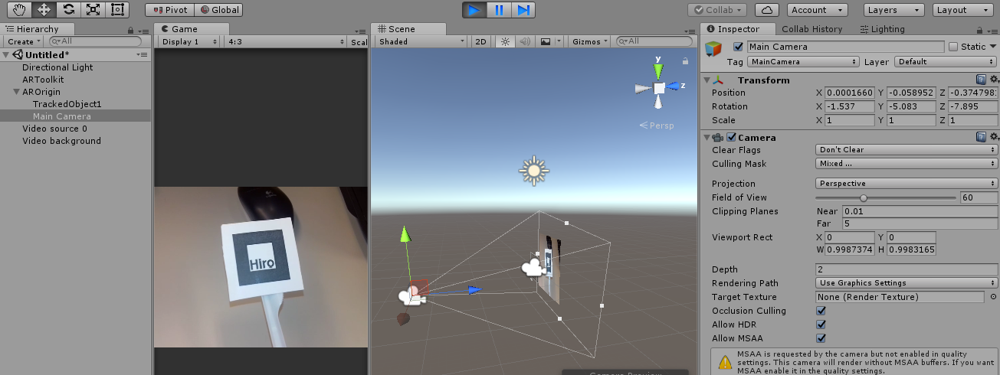 Pivot Global Collab Account Layers Layout
Hierarchy
Create All
Untitled*
Directional Light
ARToolkit
AROrigin
TrackedObject1
Main Camera
Video source 0
Video background
Game
Display 1 4:3 Scal
Hiro
Scene
Shaded 2D Gizmos All
y
z
Persp
Camera Preview
Inspector Collab History Lighting
Main Camera Static
Tag MainCamera Layer Default
Transform
Position X 0.0001660 Y -0.058952 Z -0.3747981
Rotation X -1.537 Y -5.083 Z -7.895
Scale X 1 Y 1 Z 1
Camera
Clear Flags Don't Clear
Culling Mask Mixed ...
Projection Perspective
Field of View 60
Clipping Planes Near 0.01
Far 5
Viewport Rect X 0 Y 0
W 0.9987374 H 0.9983165
Depth 2
Rendering Path Use Graphics Settings
Target Texture None (Render Texture)
Occlusion Culling
Allow HDR
Allow MSAA
MSAA is requested by the camera but not enabled in quality
settings. This camera will render without MSAA buffers. If you want
MSAA enable it in the quality settings.